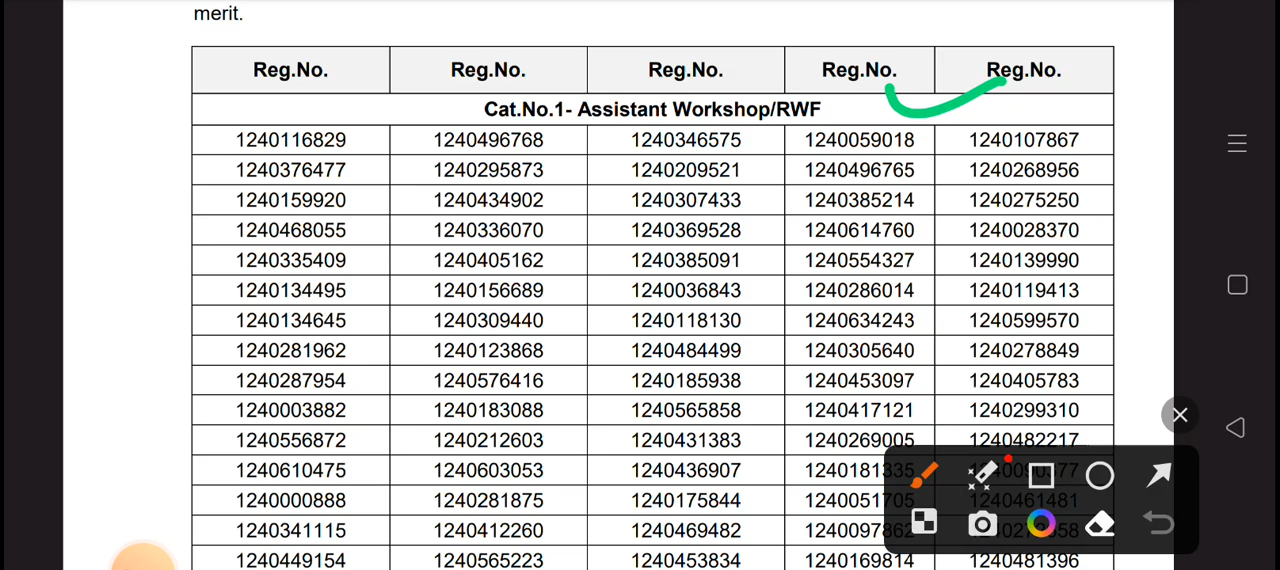 merit.
Reg.No. Reg.No. Reg.No. Reg.No. Reg.No.
Cat.No.1- Assistant Workshop/RWF
1240116829 1240496768 1240346575 1240059018 1240107867
1240376477 1240295873 1240209521 1240496765 1240268956
1240159920 1240434902 1240307433 1240385214 1240275250
1240468055 1240336070 1240369528 1240614760 1240028370
1240335409 1240405162 1240385091 1240554327 1240139990
1240134495 1240156689 1240036843 1240286014 1240119413
1240134645 1240309440 1240118130 1240634243 1240599570
1240281962 1240123868 1240484499 1240305640 1240278849
1240287954 1240576416 1240185938 1240453097 1240405783
1240003882 1240183088 1240565858 1240417121 1240299310
1240556872 1240212603 1240431383 1240269005 1240482217
1240610475 1240603053 1240436907 1240181335
1240000888 1240281875 1240175844 1240051705 1240461481
1240341115 1240412260 1240469482 1240097862
1240449154 1240565223 1240453834 1240169814 1240481396